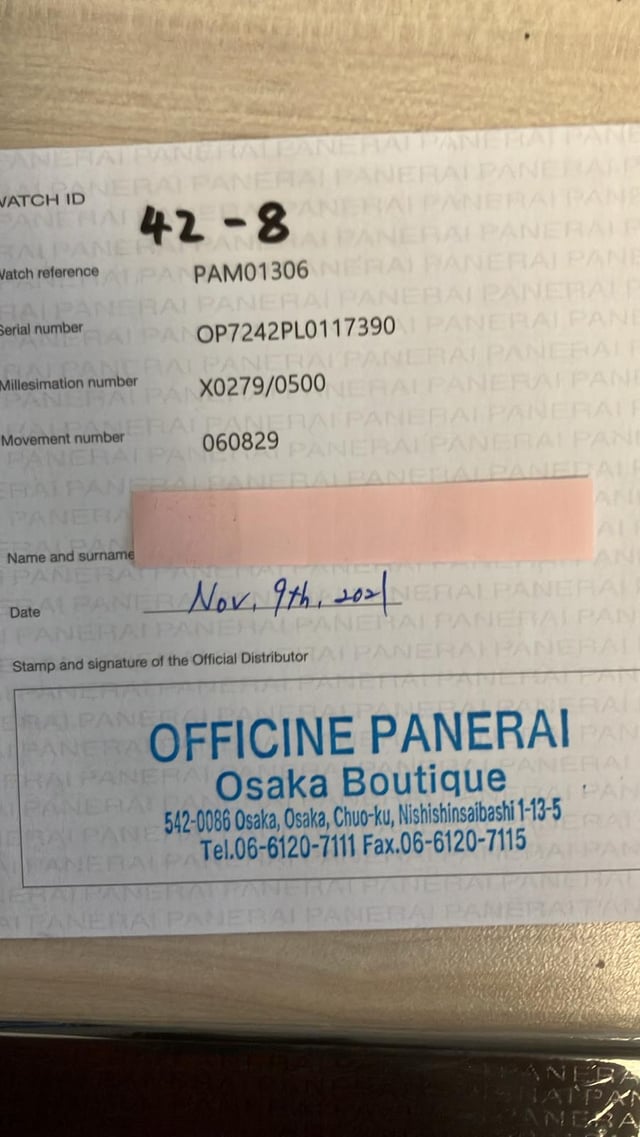 WATCH ID
42-8
Watch reference PAM01306
Serial number OP7242PL0117390
Millesimation number X0279/0500
Movement number 060829
Name and surname
Date Nov, 9th, 2021
Stamp and signature of the Official Distributor
OFFICINE PANERAI
Osaka Boutique
542-0086 Osaka, Osaka, Chuo-ku, Nishishinsaibashi 1-13-5
Tel.06-6120-7111 Fax.06-6120-7115